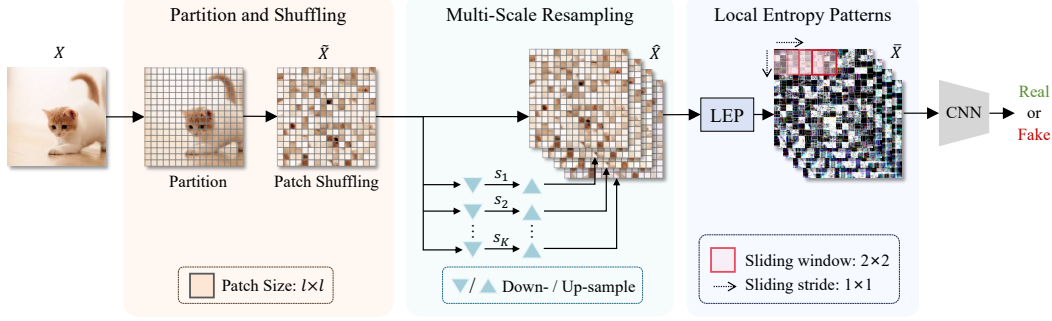 Partition and Shuffling
Multi-Scale Resampling
Local Entropy Patterns
X
X̃
X̂
X̄
LEP
CNN
Real
or
Fake
Partition
Patch Shuffling
s₁
s₂
s_K
Patch Size: l×l
/ Down- / Up-sample
Sliding window: 2×2
Sliding stride: 1×1